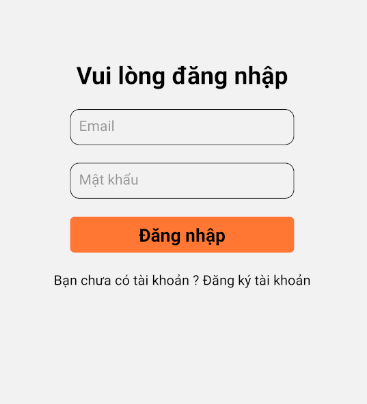 Vui lòng đăng nhập
Email
Mật khẩu
Đăng nhập
Bạn chưa có tài khoản ? Đăng ký tài khoản